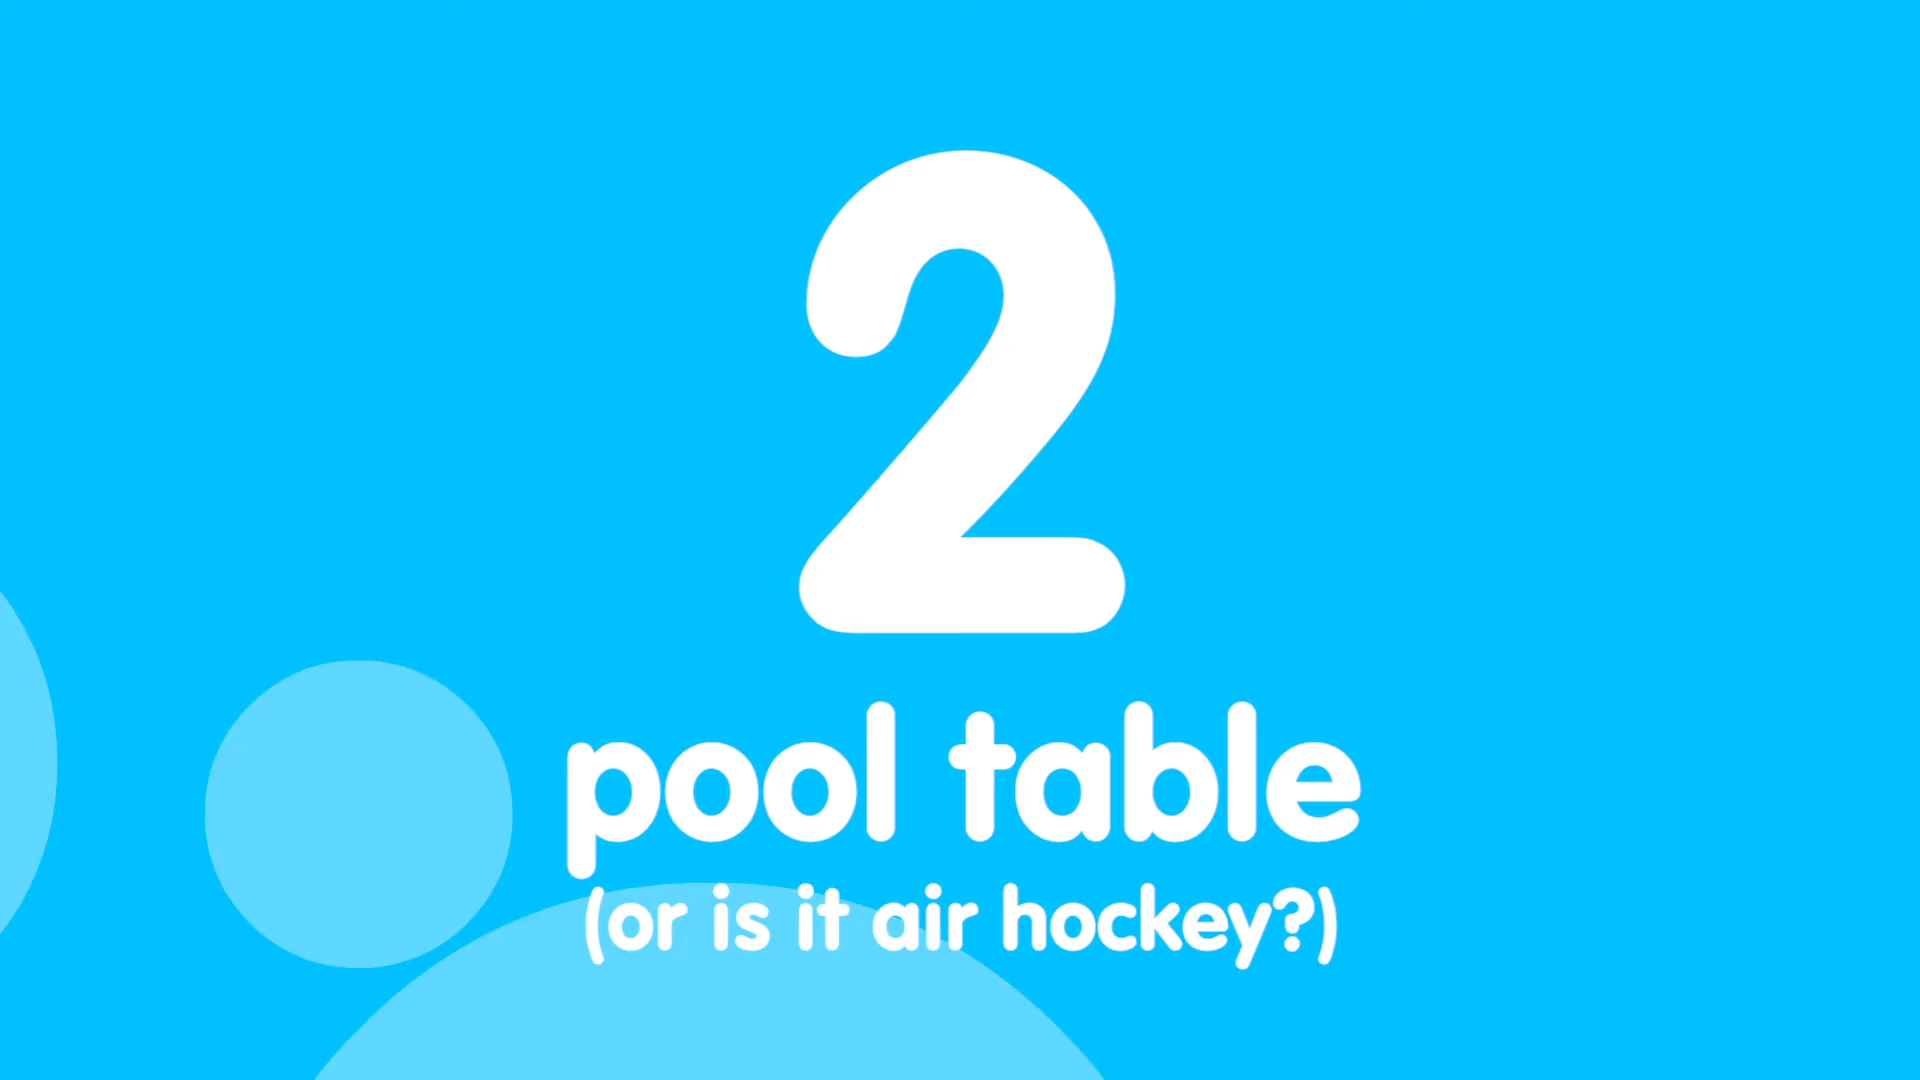 2
pool table
(or is it air hockey?)